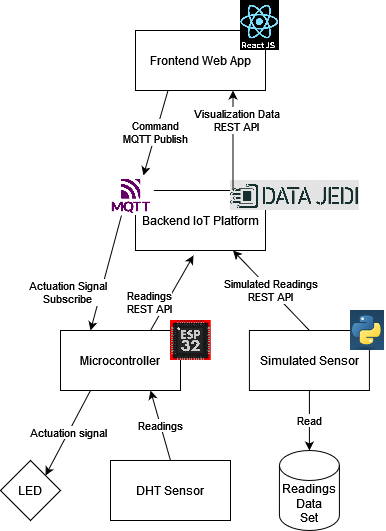 React JS
Frontend Web App
Command
MQTT Publish
Visualization Data
REST API
MQTT
DATA JEDI
Backend IoT Platform
Actuation Signal
Subscribe
Readings
REST API
Simulated Readings
REST API
ESP
32
Microcontroller
Simulated Sensor
Actuation signal
Readings
Read
LED
DHT Sensor
Readings
Data
Set